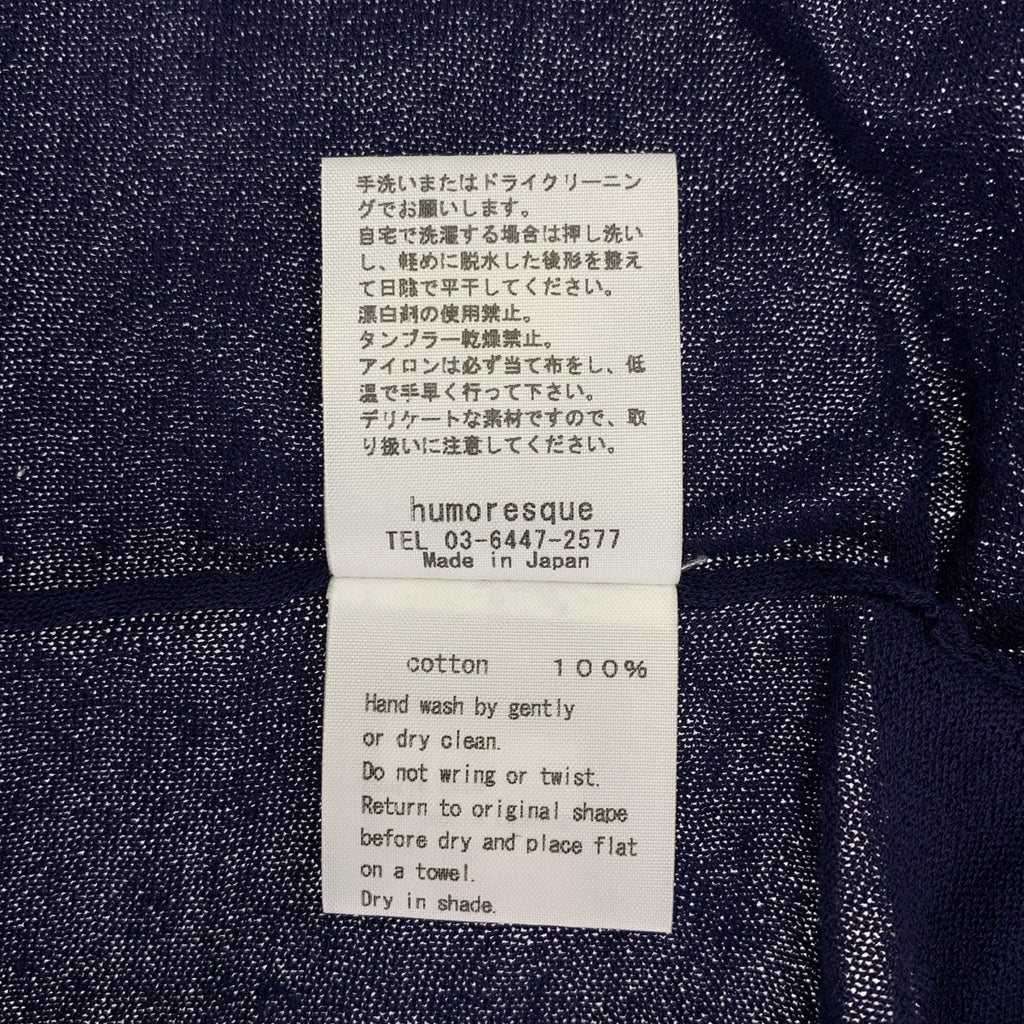 手洗いまたはドライクリーニン
グでお願いします。
自宅で洗濯する場合は押し洗い
し、軽めに脱水した後形を整え
て日陰で平干してください。
漂白剤の使用禁止。
タンブラー乾燥禁止。
アイロンは必ず当て布をし、低
温で手早く行って下さい。
デリケートな素材ですので、取
り扱いに注意してください。
humoresque
TEL 03-6447-2577
Made in Japan
cotton 100%
Hand wash by gently
or dry clean.
Do not wring or twist.
Return to original shape
before dry and place flat
on a towel.
Dry in shade.